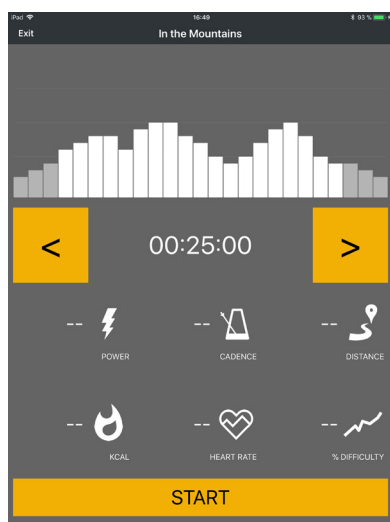 iPad 16:49 93 %
Exit In the Mountains
< 00:25:00 >
-- -- --
POWER CADENCE DISTANCE
-- -- --
KCAL HEART RATE % DIFFICULTY
START